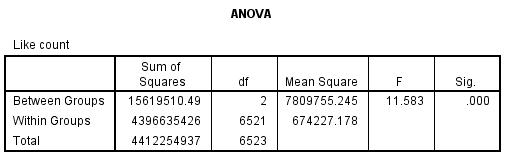 ANOVA
Like count
Sum of Squares df Mean Square F Sig.
Between Groups 15619510.49 2 7809755.245 11.583 .000
Within Groups 4396635426 6521 674227.178
Total 4412254937 6523